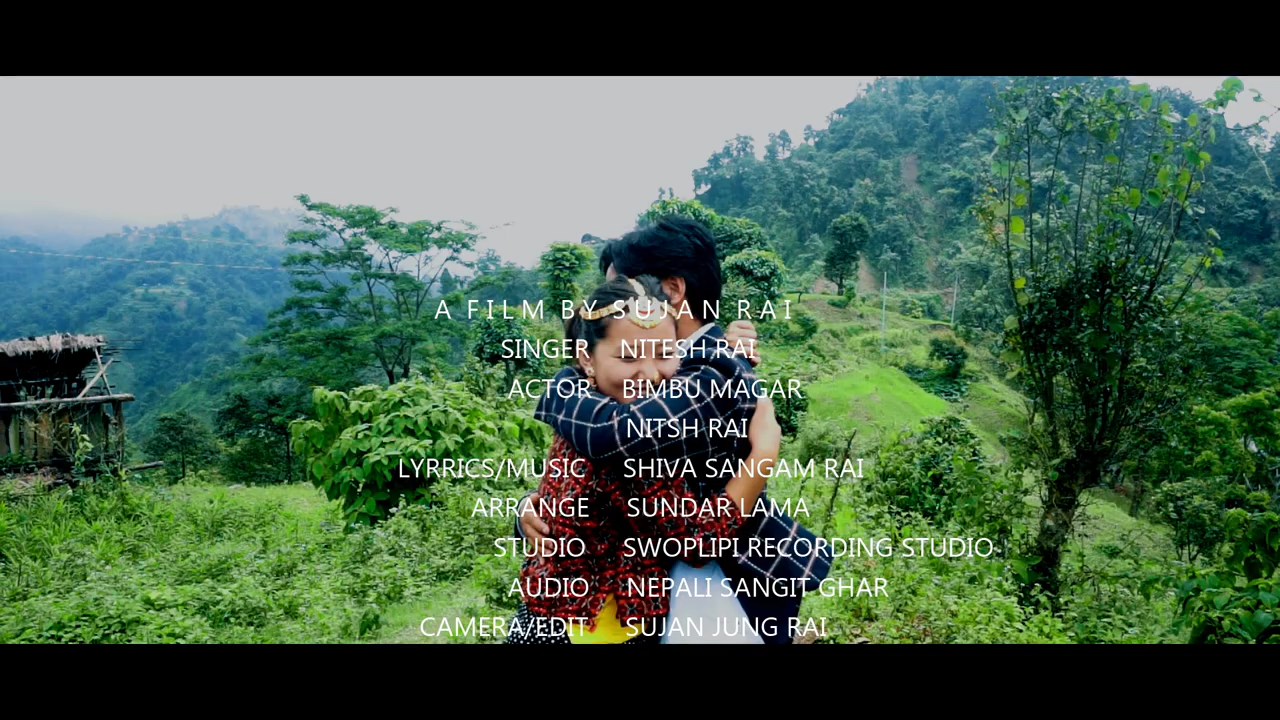 A FILM BY SUJAN RAI
SINGER NITESH RAI
ACTOR BIMBU MAGAR
NITSH RAI
LYRRICS/MUSIC SHIVA SANGAM RAI
ARRANGE SUNDAR LAMA
STUDIO SWOPLIPI RECORDING STUDIO
AUDIO NEPALI SANGIT GHAR
CAMERA/EDIT SUJAN JUNG RAI